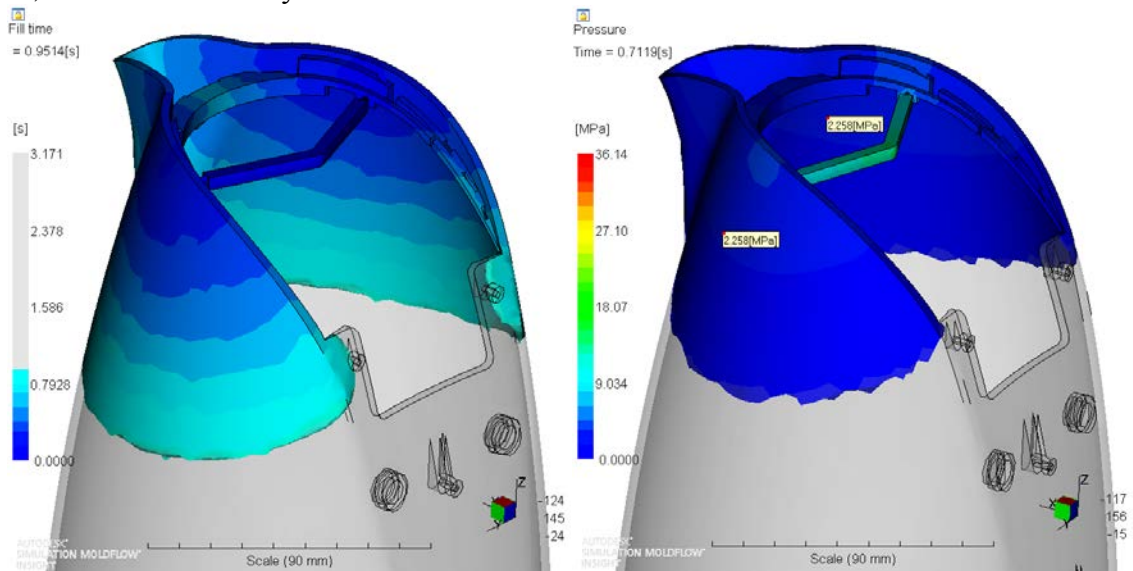 Fill time
= 0.9514[s]
[s]
3.171
2.378
1.586
0.7928
0.0000
Z
-124
145
-24
AUTODESK®
SIMULATION MOLDFLOW®
INSIGHT
Scale (90 mm)
Pressure
Time = 0.7119[s]
[MPa]
36.14
27.10
18.07
9.034
0.0000
2.258[MPa]
2.258[MPa]
Z
-117
156
-15
AUTODESK®
SIMULATION MOLDFLOW®
INSIGHT
Scale (90 mm)